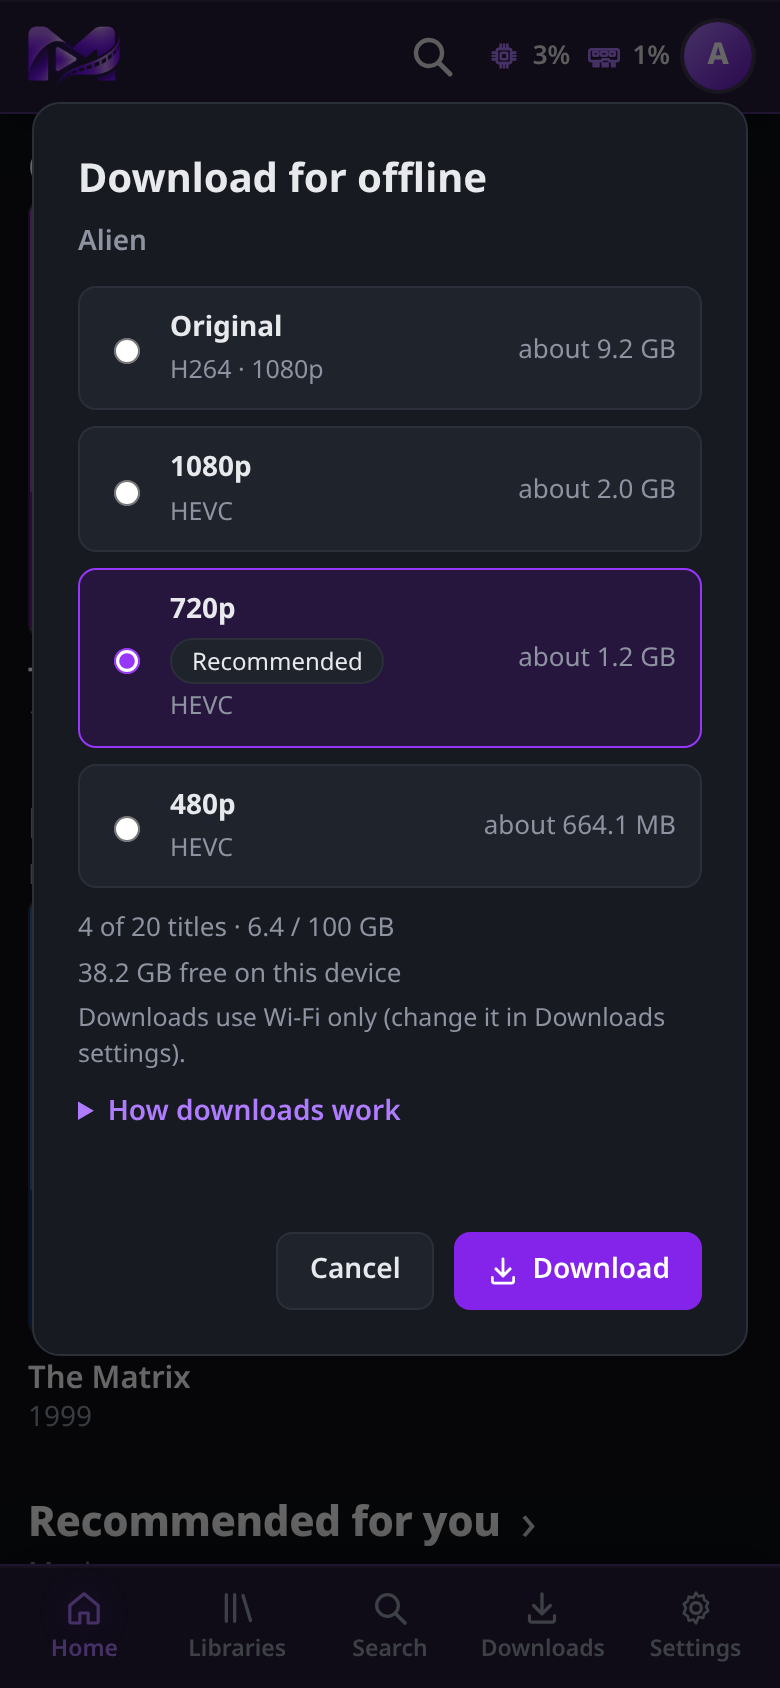 3%
1%
A
Download for offline
Alien
Original
H264 · 1080p
about 9.2 GB
1080p
HEVC
about 2.0 GB
720p
Recommended
HEVC
about 1.2 GB
480p
HEVC
about 664.1 MB
4 of 20 titles · 6.4 / 100 GB
38.2 GB free on this device
Downloads use Wi-Fi only (change it in Downloads
settings).
How downloads work
Cancel
Download
The Matrix
1999
Recommended for you ›
Home
Libraries
Search
Downloads
Settings